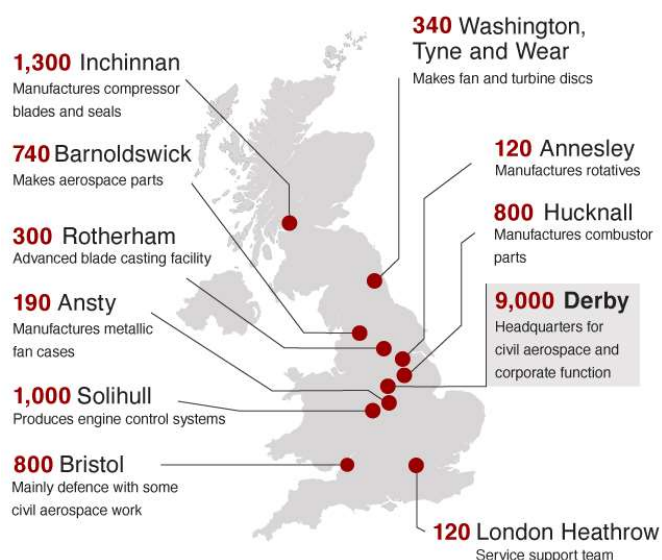 1,300 Inchinnan
Manufactures compressor
blades and seals
740 Barnoldswick
Makes aerospace parts
300 Rotherham
Advanced blade casting facility
190 Ansty
Manufactures metallic
fan cases
1,000 Solihull
Produces engine control systems
800 Bristol
Mainly defence with some
civil aerospace work
340 Washington,
Tyne and Wear
Makes fan and turbine discs
120 Annesley
Manufactures rotatives
800 Hucknall
Manufactures combustor
parts
9,000 Derby
Headquarters for
civil aerospace and
corporate function
120 London Heathrow
Service support team